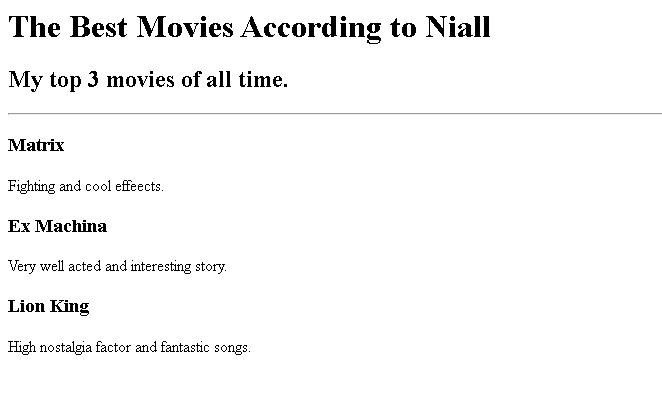 The Best Movies According to Niall
My top 3 movies of all time.
Matrix
Fighting and cool effeects.
Ex Machina
Very well acted and interesting story.
Lion King
High nostalgia factor and fantastic songs.